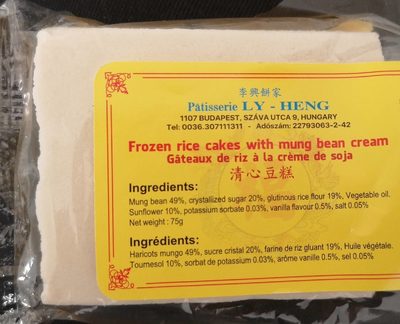 李興餅家
Pâtisserie LY - HENG
1107 BUDAPEST, SZÁVA UTCA 9, HUNGARY
Tel: 0036.307111311 - Adószám: 22793063-2-42
Frozen rice cakes with mung bean cream
Gâteaux de riz à la crème de soja
清心豆糕
Ingredients:
Mung bean 49%, crystallized sugar 20%, glutinous rice flour 19%, Vegetable oil.
Sunflower 10%, potassium sorbate 0.03%, vanilla flavour 0.5%, salt 0.05%
Net weight : 75g
Ingrédients:
Haricots mungo 49%, sucre cristal 20%, farine de riz gluant 19%, Huile végétale.
Tournesol 10%, sorbat de potassium 0.03%, arôme vanille 0.5%, sel 0.05%